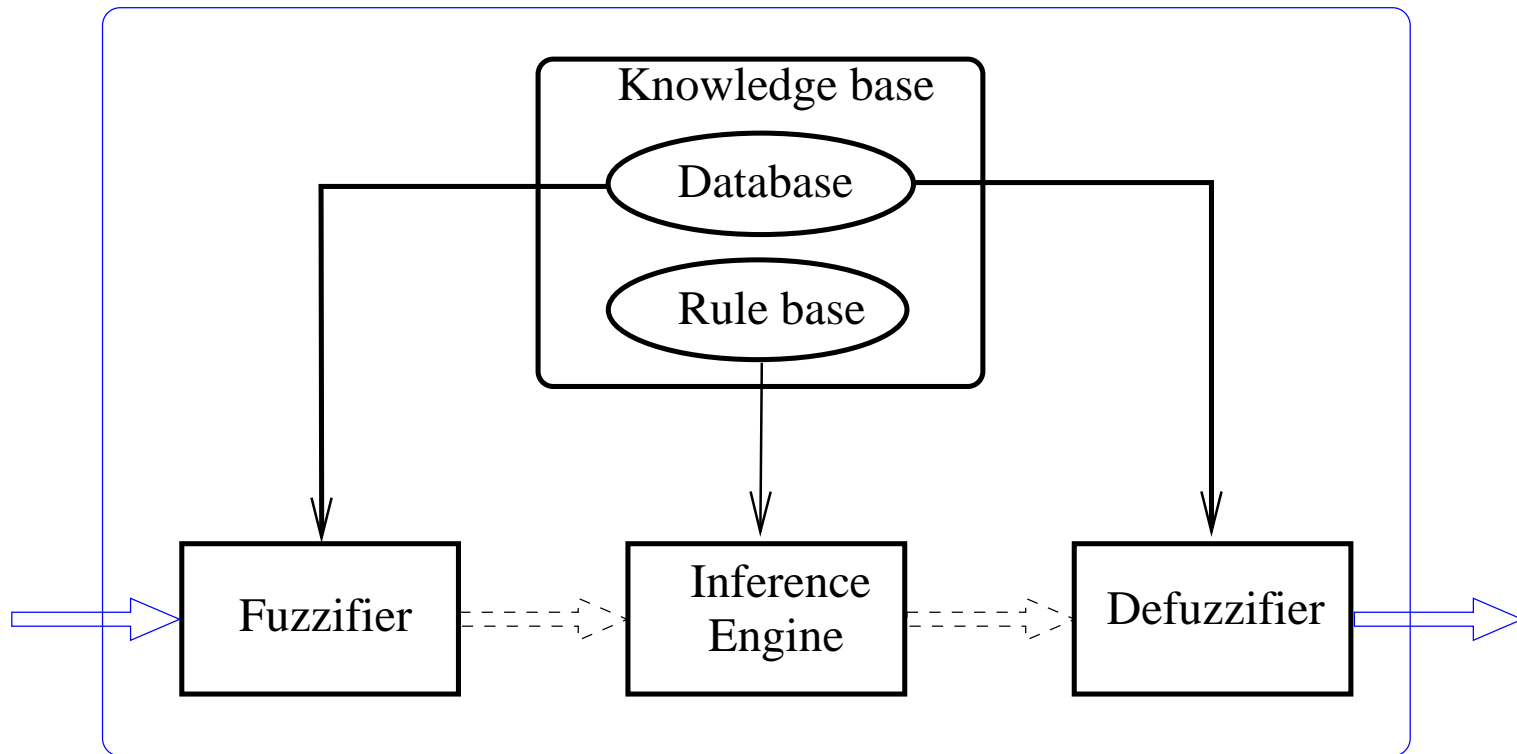 Knowledge base
Database
Rule base
Fuzzifier
Inference
Engine
Defuzzifier